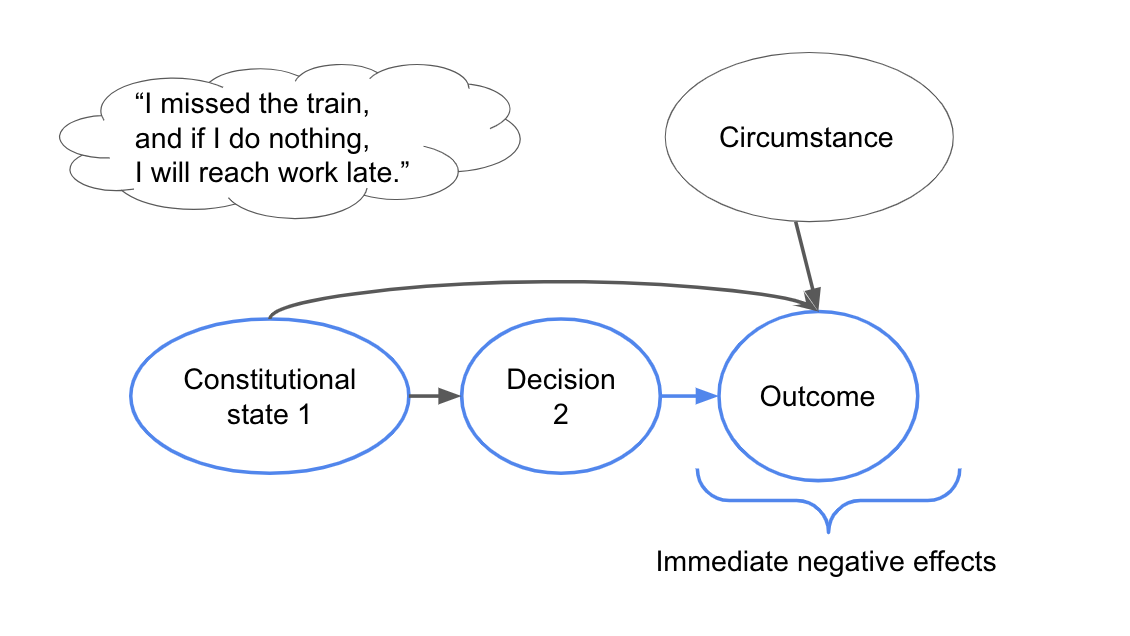 “I missed the train,
and if I do nothing,
I will reach work late.”
Circumstance
Constitutional
state 1
Decision
2
Outcome
Immediate negative effects